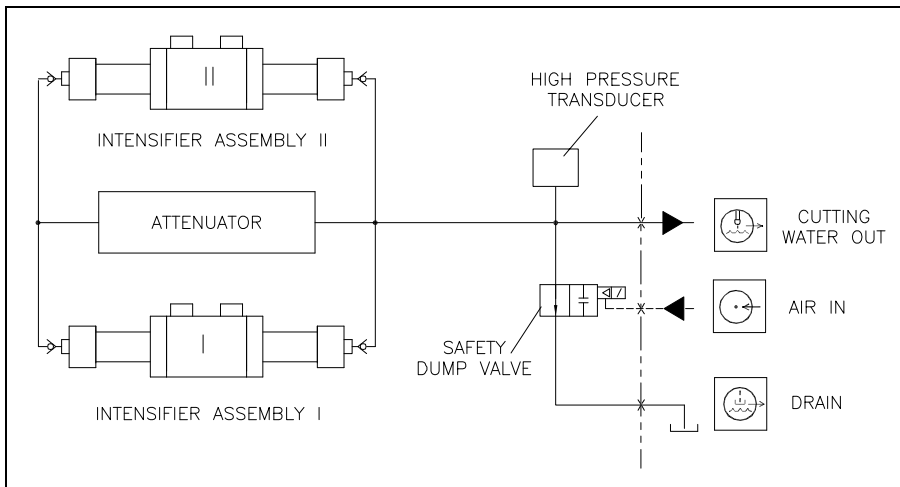 II
HIGH PRESSURE
TRANSDUCER
INTENSIFIER ASSEMBLY II
ATTENUATOR
CUTTING
WATER OUT
AIR IN
I
SAFETY
DUMP VALVE
INTENSIFIER ASSEMBLY I
DRAIN